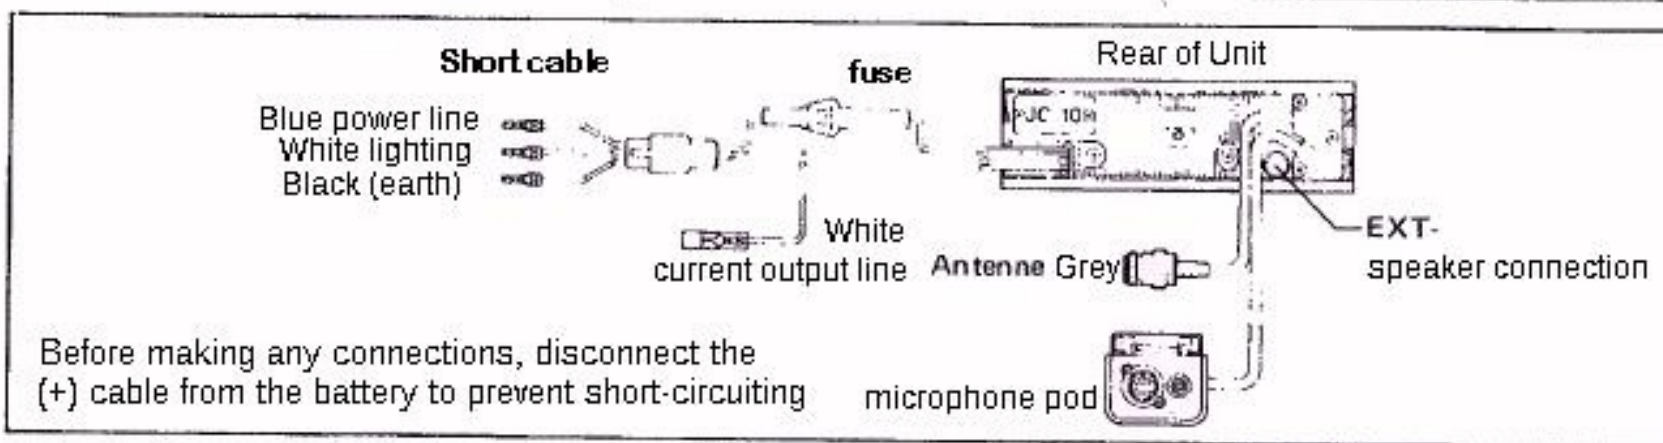 Rear of Unit
Short cable
fuse
Blue power line
White lighting
Black (earth)
White
current output line
Antenne Grey
EXT-
speaker connection
microphone pod
Before making any connections, disconnect the
(+) cable from the battery to prevent short-circuiting